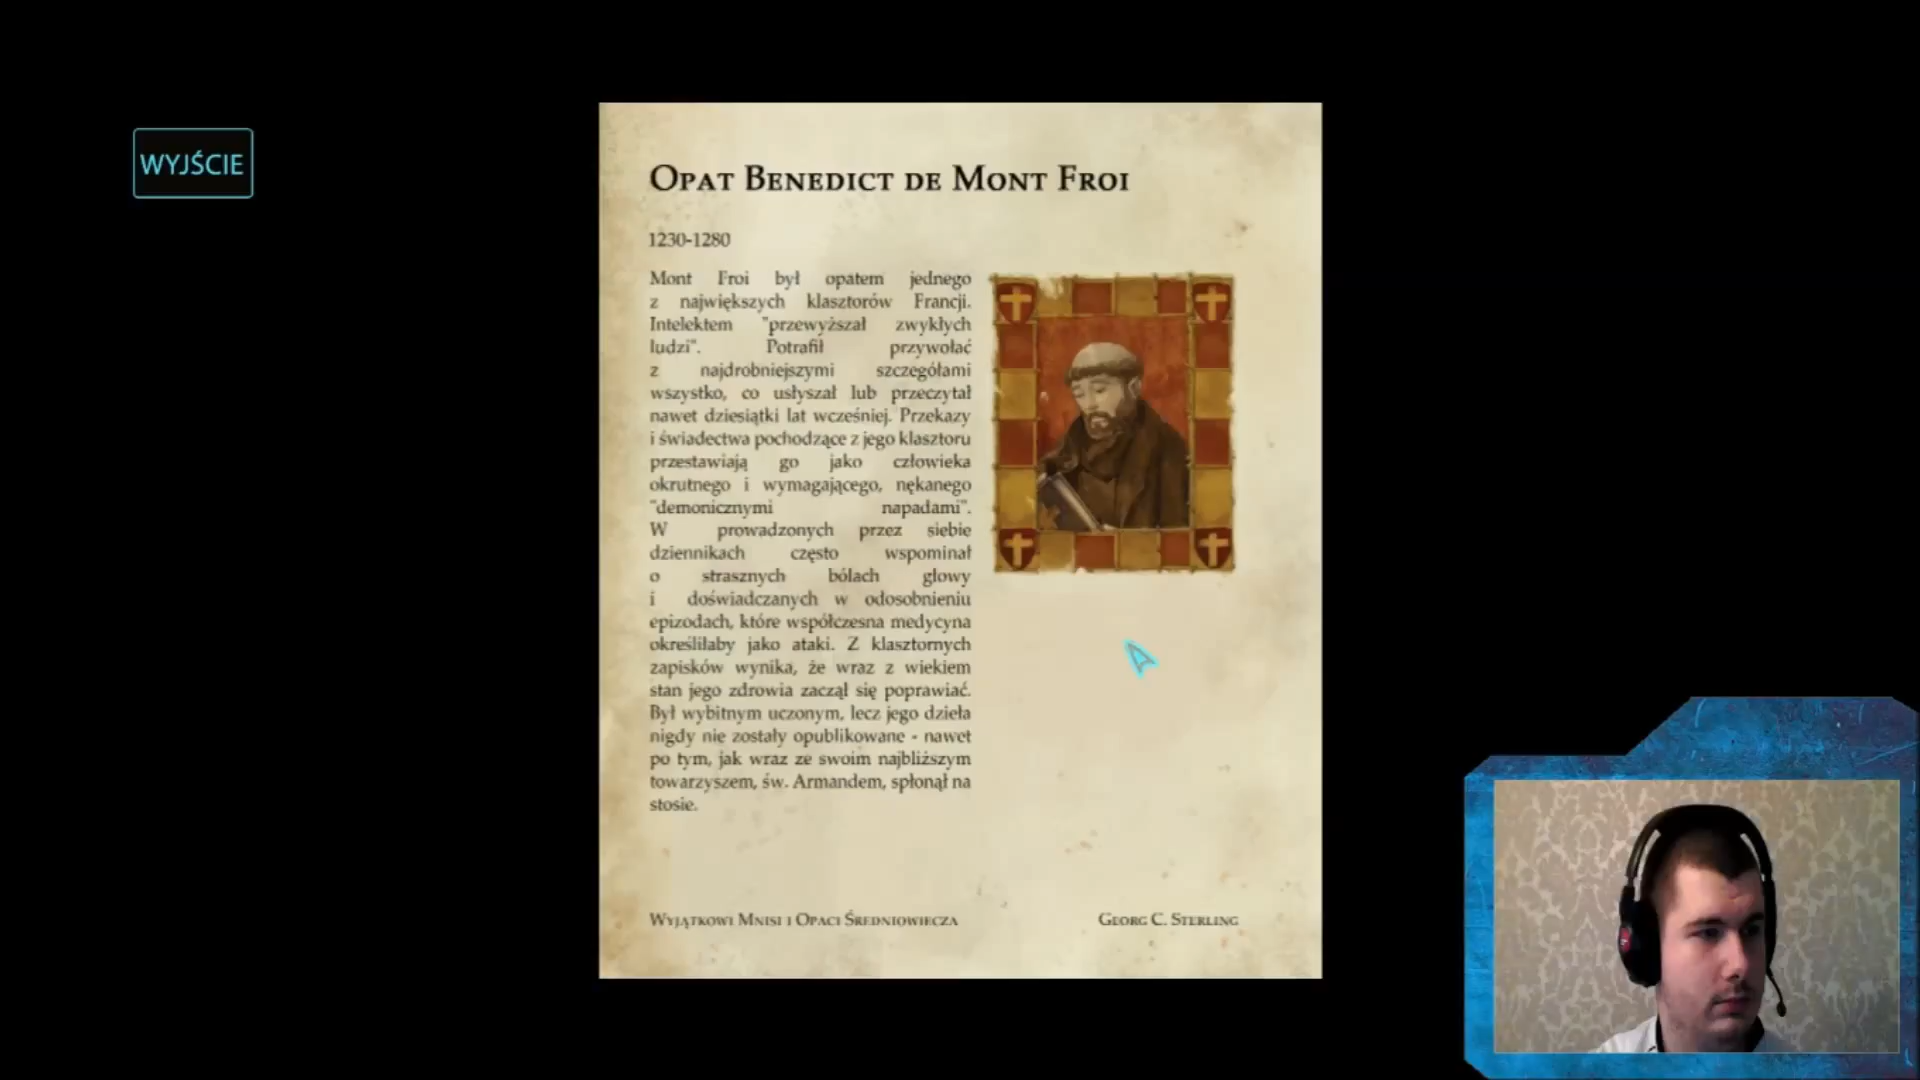 WYJŚCIE
Opat Benedict de Mont Froi
1230-1280
Mont Froi był opatem jednego
z największych klasztorów Francji.
Intelektem "przewyższał zwykłych
ludzi". Potrafił przywołać
z najdrobniejszymi szczegółami
wszystko, co usłyszał lub przeczytał
nawet dziesiątki lat wcześniej. Przekazy
i świadectwa pochodzące z jego klasztoru
przestawiają go jako człowieka
okrutnego i wymagającego, nękanego
"demonicznymi napadami".
W prowadzonych przez siebie
dziennikach często wspominał
o strasznych bólach głowy
i doświadczanych w odosobnieniu
epizodach, które współczesna medycyna
określiłaby jako ataki. Z klasztornych
zapisków wynika, że wraz z wiekiem
stan jego zdrowia zaczął się poprawiać.
Był wybitnym uczonym, lecz jego dzieła
nigdy nie zostały opublikowane - nawet
po tym, jak wraz ze swoim najbliższym
towarzyszem, św. Armandem, spłonął na
stosie.
Wyjątkowi Mnisi i Opaci Średniowiecza
Georg C. Sterling